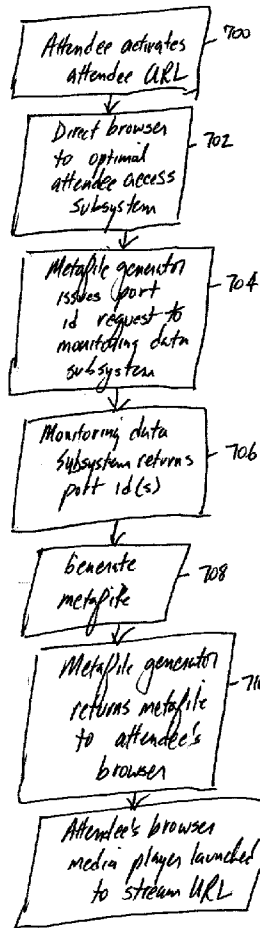 Attendee activates
attendee URL
700
Direct browser
to optimal
attendee access
subsystem
702
Metafile generator
issues port
id request to
monitoring data
subsystem
704
Monitoring data
subsystem returns
port id(s)
706
Generate
metafile
708
Metafile generator
returns metafile
to attendee's
browser
710
Attendee's browser
media player launched
to stream URL